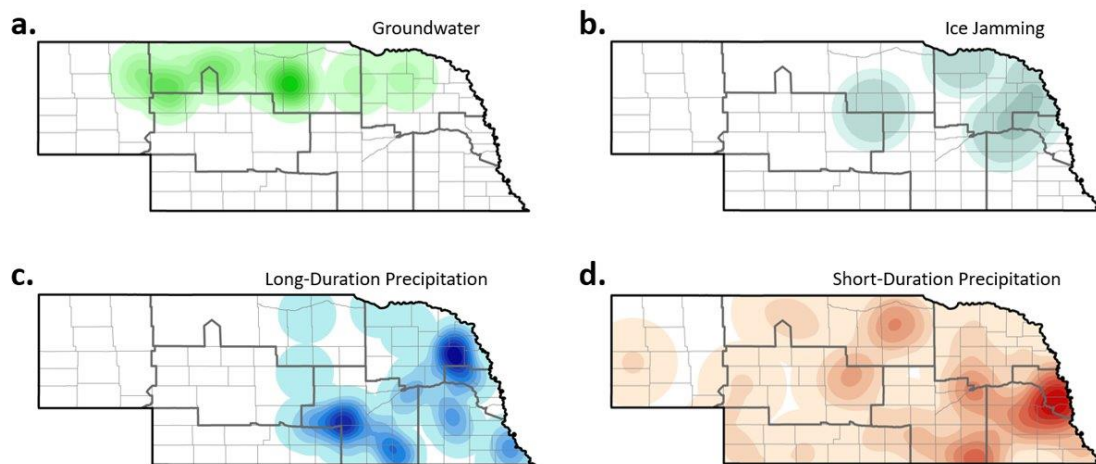 a.
Groundwater
b.
Ice Jamming
c.
Long-Duration Precipitation
d.
Short-Duration Precipitation